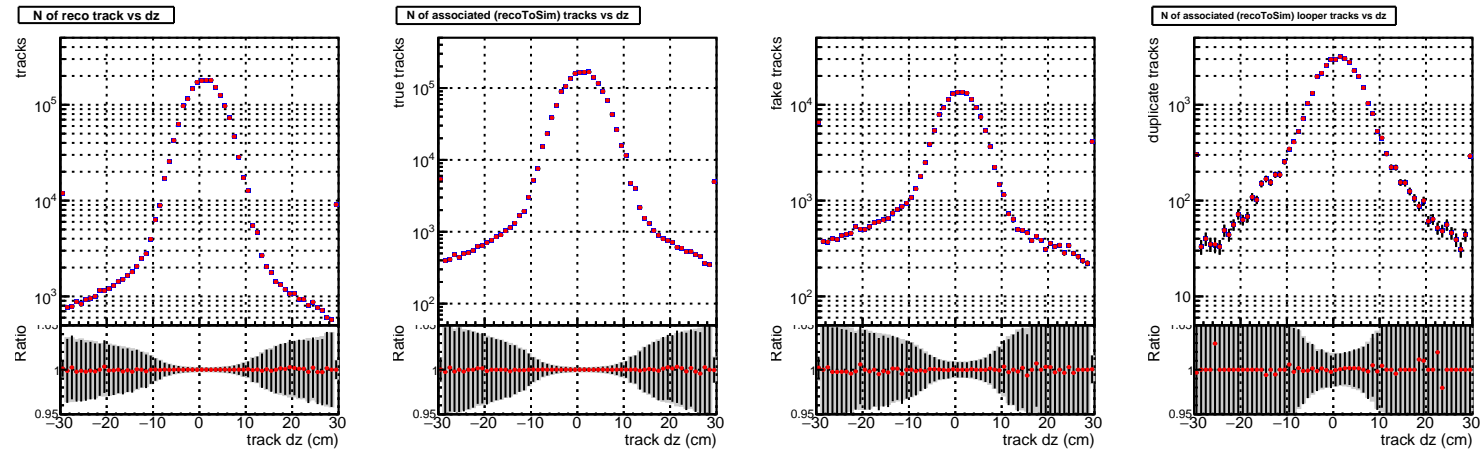 N of reco track vs dz
tracks
10^5
10^4
10^3
Ratio
1
0.95
−30 −20 −10 0 10 20 30
track dz (cm)
N of associated (recoToSim) tracks vs dz
true tracks
10^5
10^4
10^3
10^2
Ratio
1
0.95
−30 −20 −10 0 10 20 30
track dz (cm)
fake tracks
10^4
10^3
10^2
Ratio
1
0.95
−30 −20 −10 0 10 20 30
track dz (cm)
N of associated (recoToSim) looper tracks vs dz
duplicate tracks
10^3
10^2
10
Ratio
1
0.95
−30 −20 −10 0 10 20 30
track dz (cm)